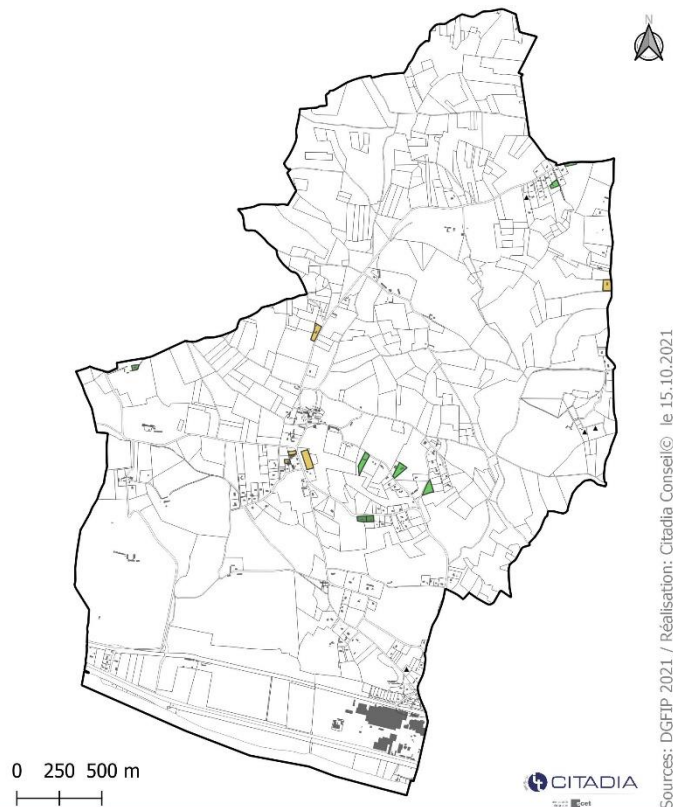 N
Sources: DGFIP 2021 / Réalisation: Citadia Conseil© le 15.10.2021
0 250 500 m
CITADIA